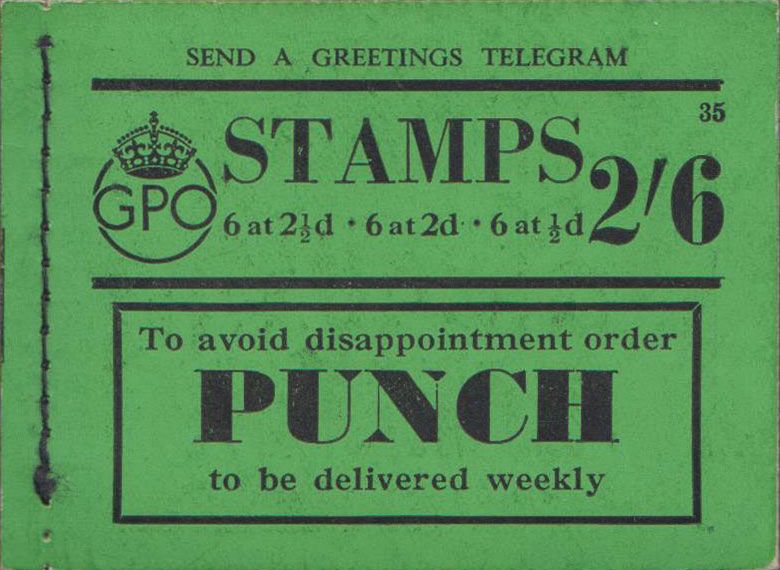 SEND A GREETINGS TELEGRAM
35
GPO
STAMPS 2/6
6 at 2½d · 6 at 2d · 6 at ½d
To avoid disappointment order
PUNCH
to be delivered weekly